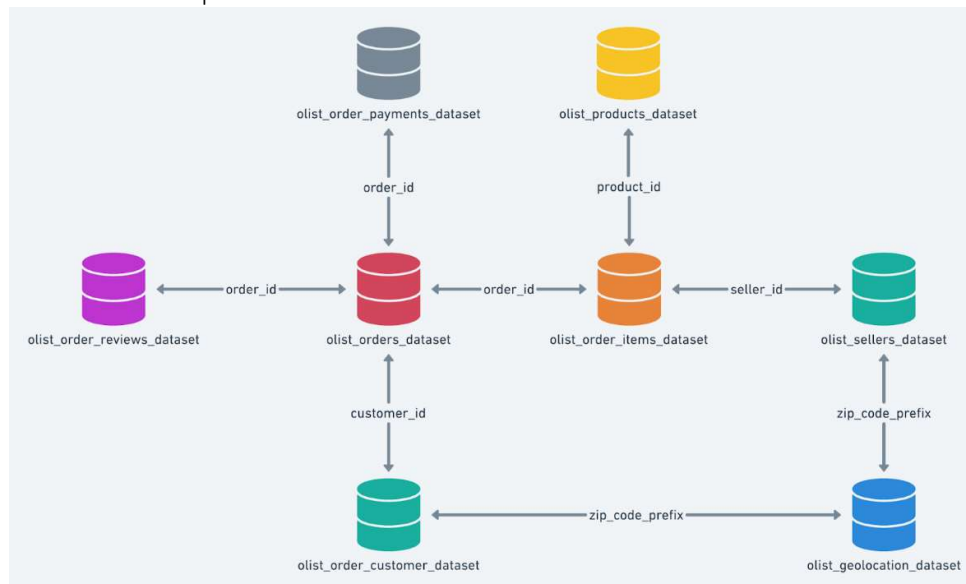 olist_order_payments_dataset
olist_products_dataset
order_id
product_id
order_id
order_id
seller_id
olist_order_reviews_dataset
olist_orders_dataset
olist_order_items_dataset
olist_sellers_dataset
customer_id
zip_code_prefix
zip_code_prefix
olist_order_customer_dataset
olist_geolocation_dataset